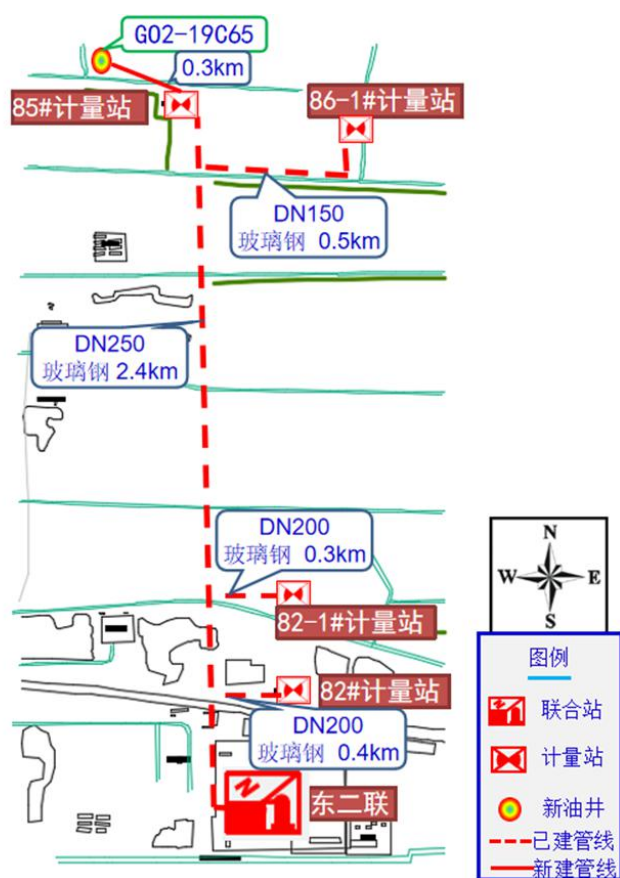 GO2-19C65
0.3km
85#计量站
86-1#计量站
DN150
玻璃钢 0.5km
DN250
玻璃钢 2.4km
DN200
玻璃钢 0.3km
82-1#计量站
82#计量站
DN200
玻璃钢 0.4km
东二联
N
W
E
S
图例
联合站
计量站
新油井
已建管线
新建管线